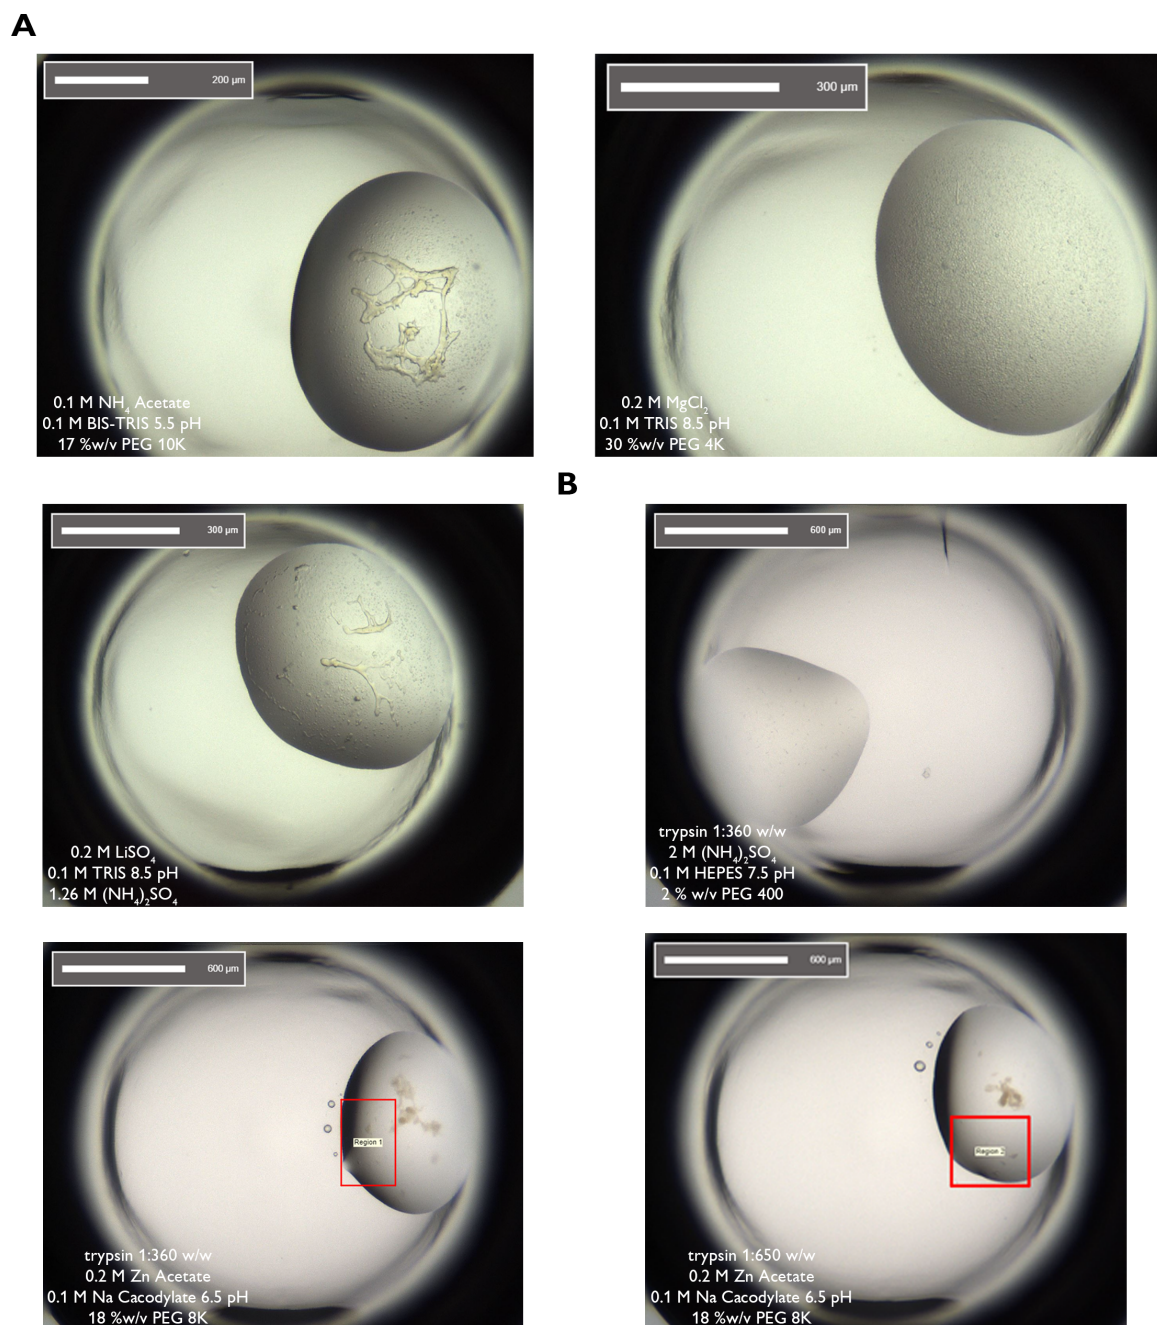 A
200 µm
0.1 M NH₄ Acetate
0.1 M BIS-TRIS 5.5 pH
17 %w/v PEG 10K
300 µm
0.2 M MgCl₂
0.1 M TRIS 8.5 pH
30 %w/v PEG 4K
300 µm
0.2 M LiSO₄
0.1 M TRIS 8.5 pH
1.26 M (NH₄)₂SO₄
B
600 µm
trypsin 1:360 w/w
2 M (NH₄)₂SO₄
0.1 M HEPES 7.5 pH
2 % w/v PEG 400
600 µm
Region 1
trypsin 1:360 w/w
0.2 M Zn Acetate
0.1 M Na Cacodylate 6.5 pH
18 %w/v PEG 8K
600 µm
Region 2
trypsin 1:650 w/w
0.2 M Zn Acetate
0.1 M Na Cacodylate 6.5 pH
18 %w/v PEG 8K